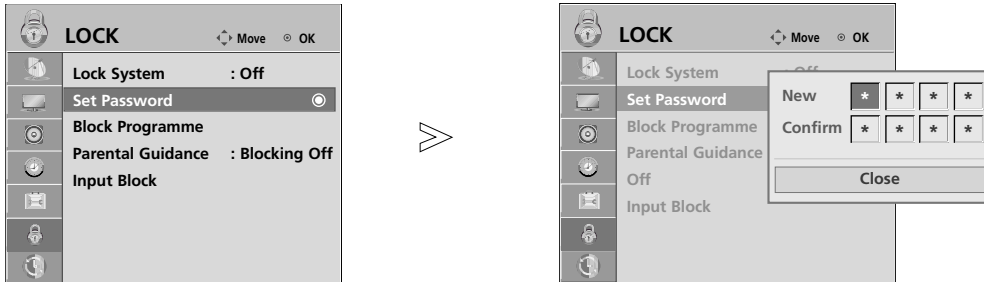 LOCK Move OK
Lock System : Off
Set Password
Block Programme
Parental Guidance : Blocking Off
Input Block
LOCK Move OK
Lock System : Off
Set Password
Block Programme
Parental Guidance
Off
Input Block
New * * * *
Confirm * * * *
Close